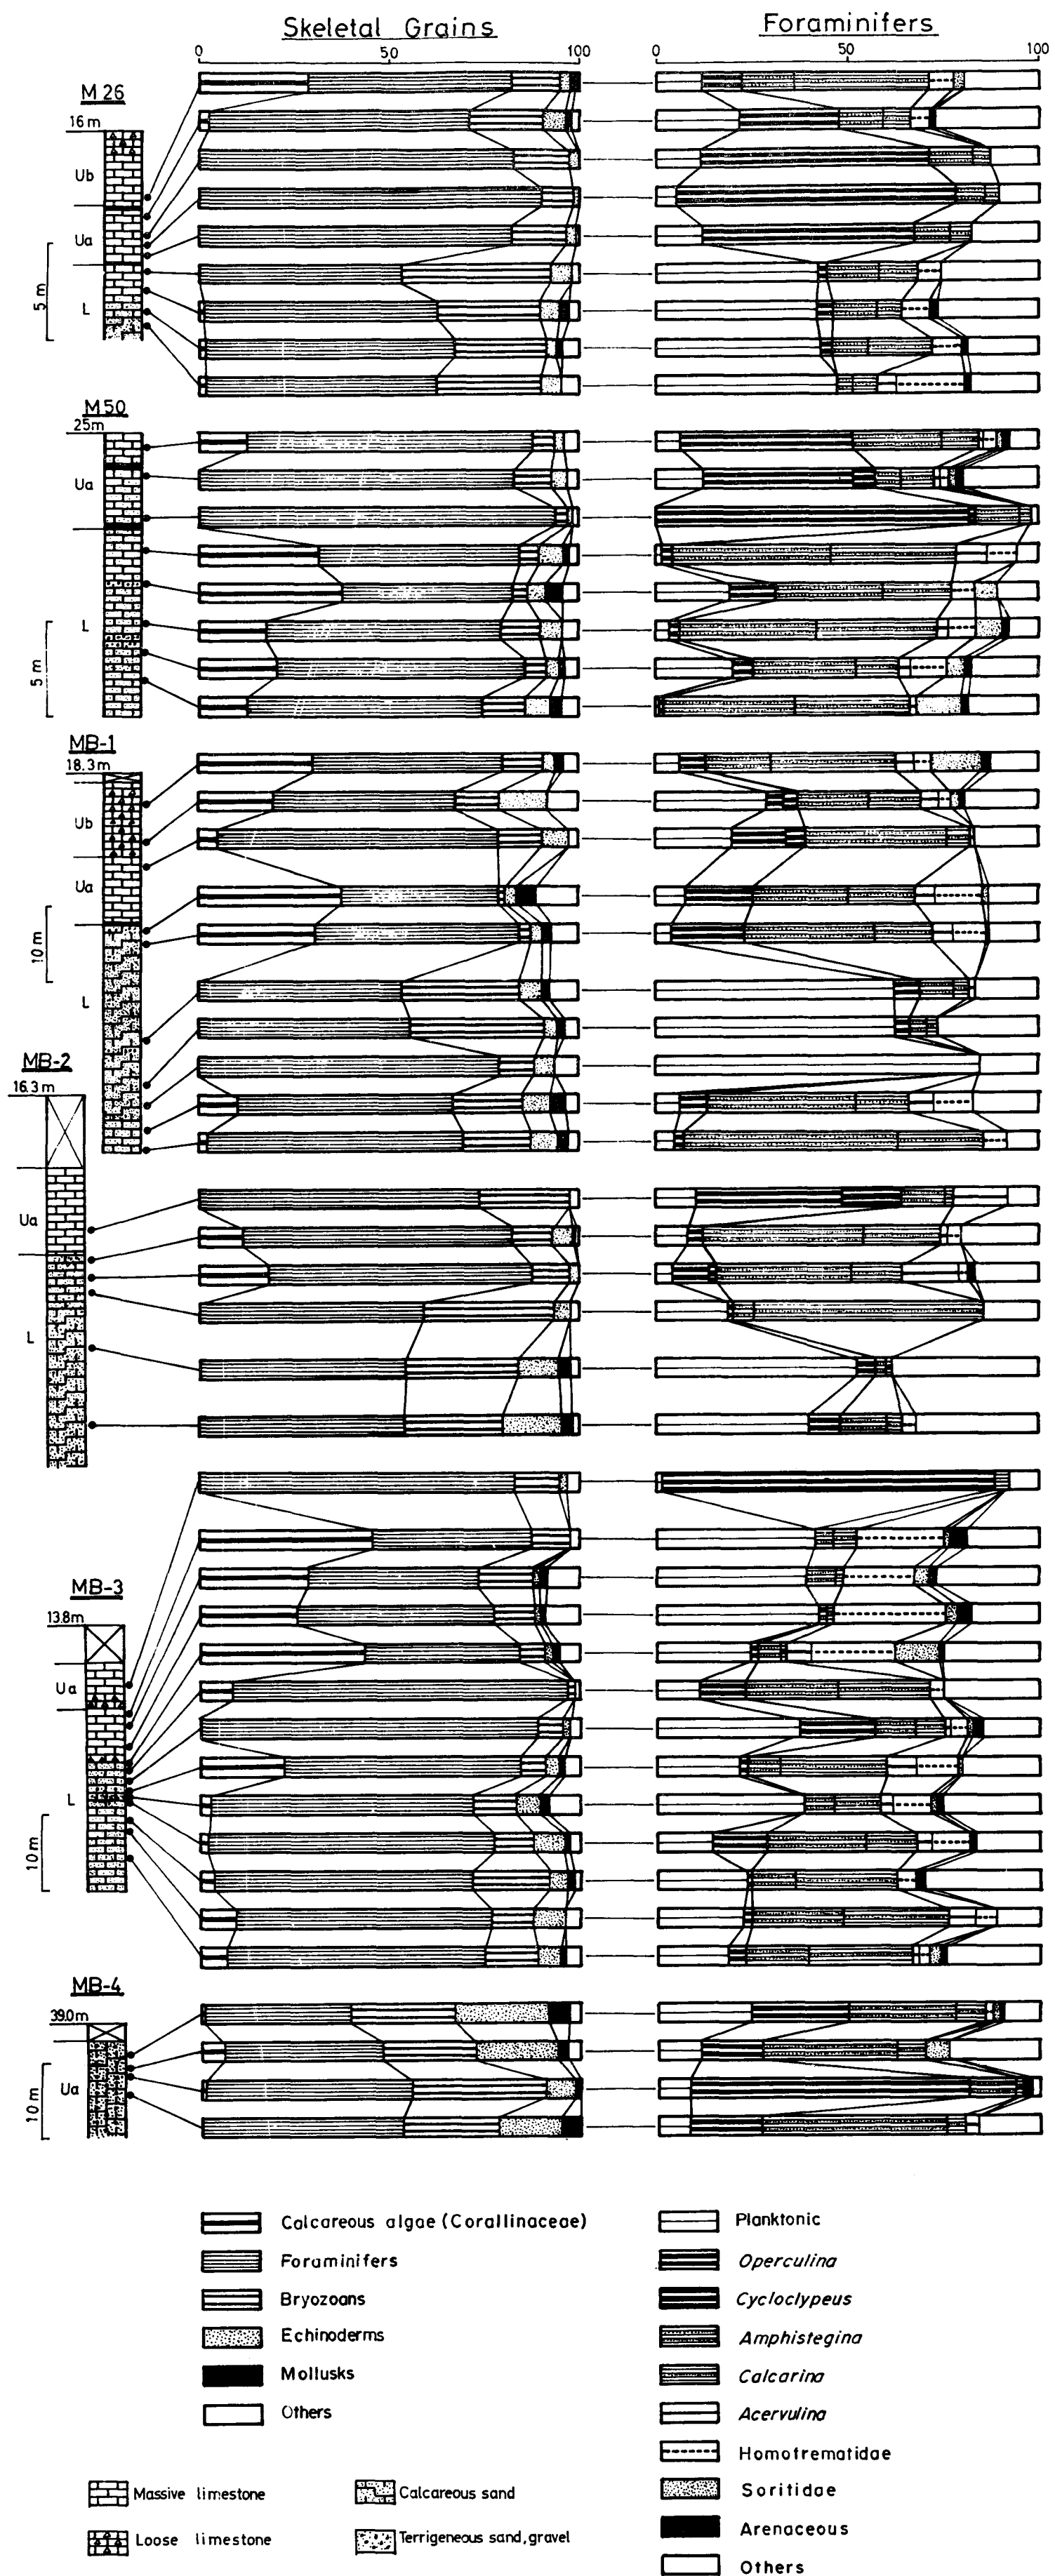 Skeletal Grains
Foraminifers
0 50 100
0 50 100
M 26
16 m
Ub
Ua
5 m
L
M50
25m
Ua
L
5 m
MB-1
18.3 m
Ub
Ua
10 m
L
MB-2
16.3 m
Ua
L
MB-3
13.8m
Ua
L
10 m
MB-4
39.0m
Ua
10 m
Calcareous algae (Corallinaceae)
Foraminifers
Bryozoans
Echinoderms
Mollusks
Others
Planktonic
Operculina
Cycloclypeus
Amphistegina
Calcarina
Acervulina
Homotrematidae
Soritidae
Arenaceous
Others
Massive limestone
Calcareous sand
Loose limestone
Terrigeneous sand, gravel